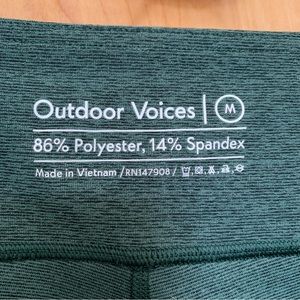 Outdoor Voices | M
86% Polyester, 14% Spandex
Made in Vietnam / RN147908 /